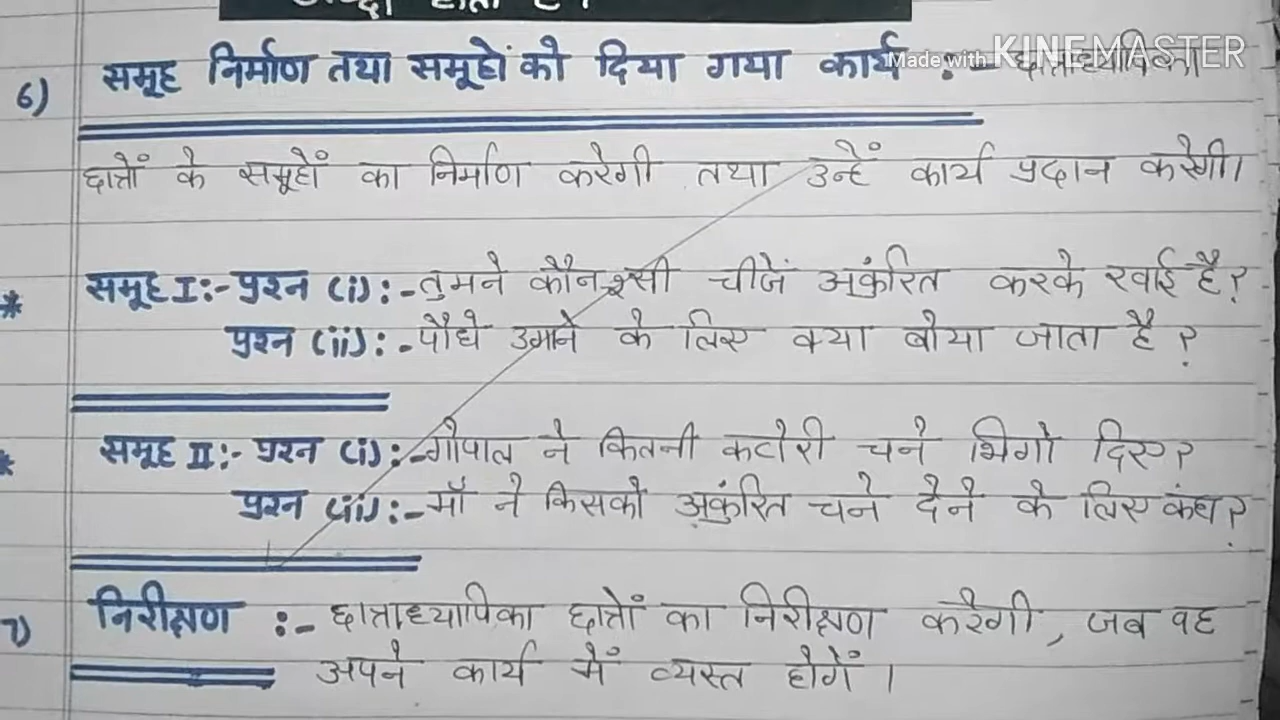 होता है।
Made with KINEMASTER
6) समूह निर्माण तथा समूहों को दिया गया कार्य :- छात्राध्यापिका
छात्रों के समूहों का निर्माण करेगी तथा उन्हें कार्य प्रदान करेगी।
* समूह I:- प्रश्न (i):- तुमने कौन-सी चीजें अकुंरित करके खाई है?
प्रश्न (ii):- पौधे उगाने के लिए क्या बोया जाता है?
* समूह II:- प्रश्न (i):- गोपाल ने कितनी कटोरी चने भिगो दिए?
प्रश्न (ii):- माँ ने किसको अकुंरित चने देने के लिए
7) निरीक्षण :- छात्राध्यापिका छात्रों का निरीक्षण करेगी, जब वह
अपने कार्य में व्यस्त होगें।